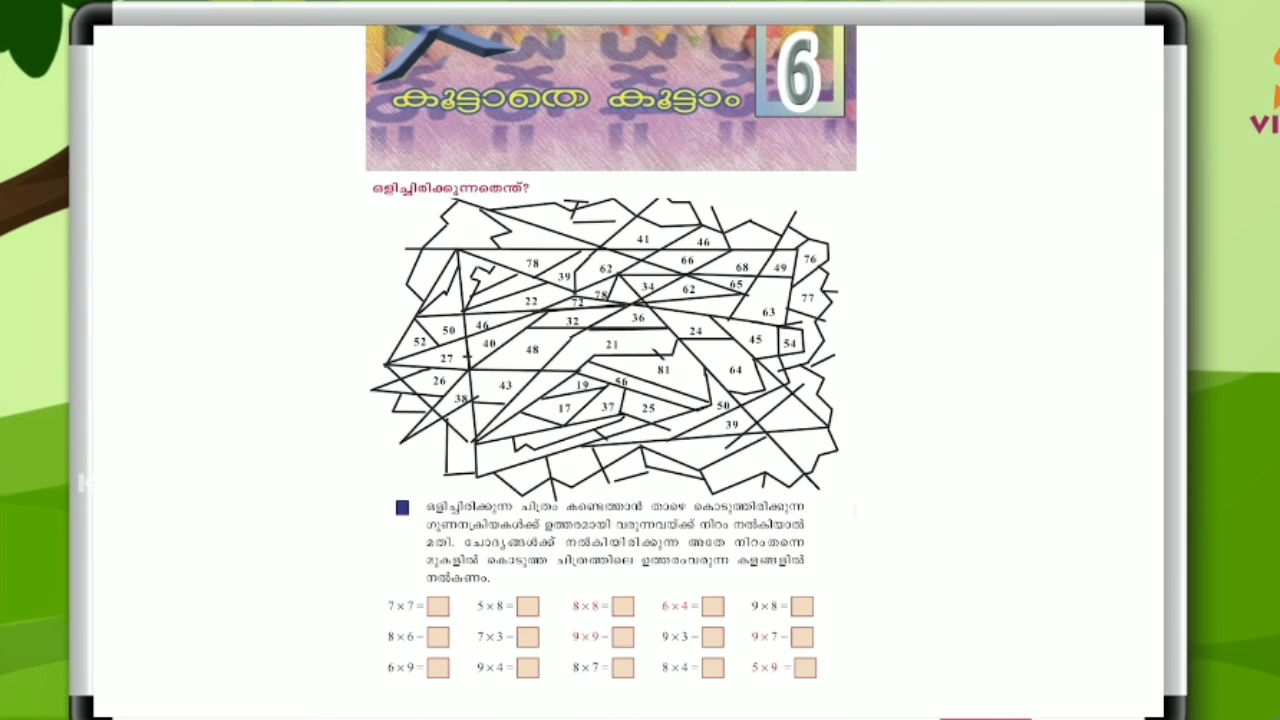 കൂട്ടാതെ കൂട്ടാം
6
VI
ഒളിച്ചിരിക്കുന്നതെന്ത്?
41 46
78 39 62 66 68 49 76
22 72 78 34 62 65 77
63
52 50 46 32 36 24 45 54
27 40 48 21
26 38 43 19 56 81 64
17 37 25 50
39
ഒളിച്ചിരിക്കുന്ന ചിത്രം കണ്ടെത്താൻ താഴെ കൊടുത്തിരിക്കുന്ന
ഗുണനക്രിയകൾക്ക് ഉത്തരമായി വരുന്നവയ്ക്ക് നിറം നൽകിയാൽ
മതി. ചോദ്യങ്ങൾക്ക് നൽകിയിരിക്കുന്ന അതേ നിറംതന്നെ
മുകളിൽ കൊടുത്ത ചിത്രത്തിലെ ഉത്തരംവരുന്ന കളങ്ങളിൽ
നൽകണം.
7×7= 5×8= 8×8= 6×4= 9×8=
8×6= 7×3= 9×9= 9×3= 9×7=
6×9= 9×4= 8×7= 8×4= 5×9 =